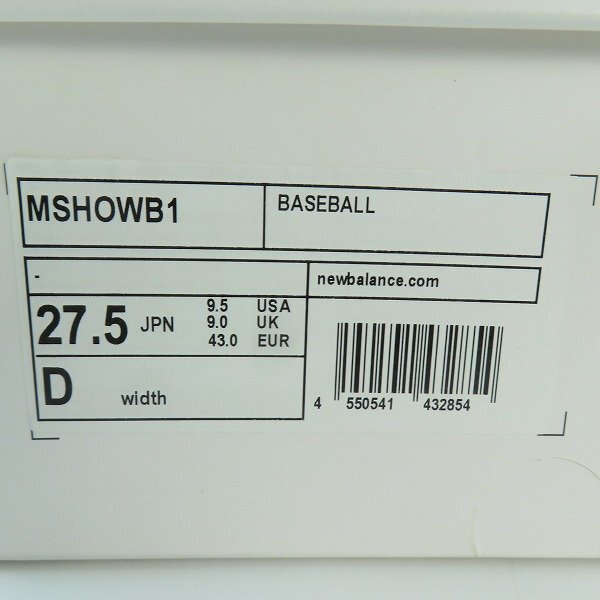 MSHOWB1
BASEBALL
-
newbalance.com
27.5 JPN
9.5 USA
9.0 UK
43.0 EUR
D width
4 550541 432854